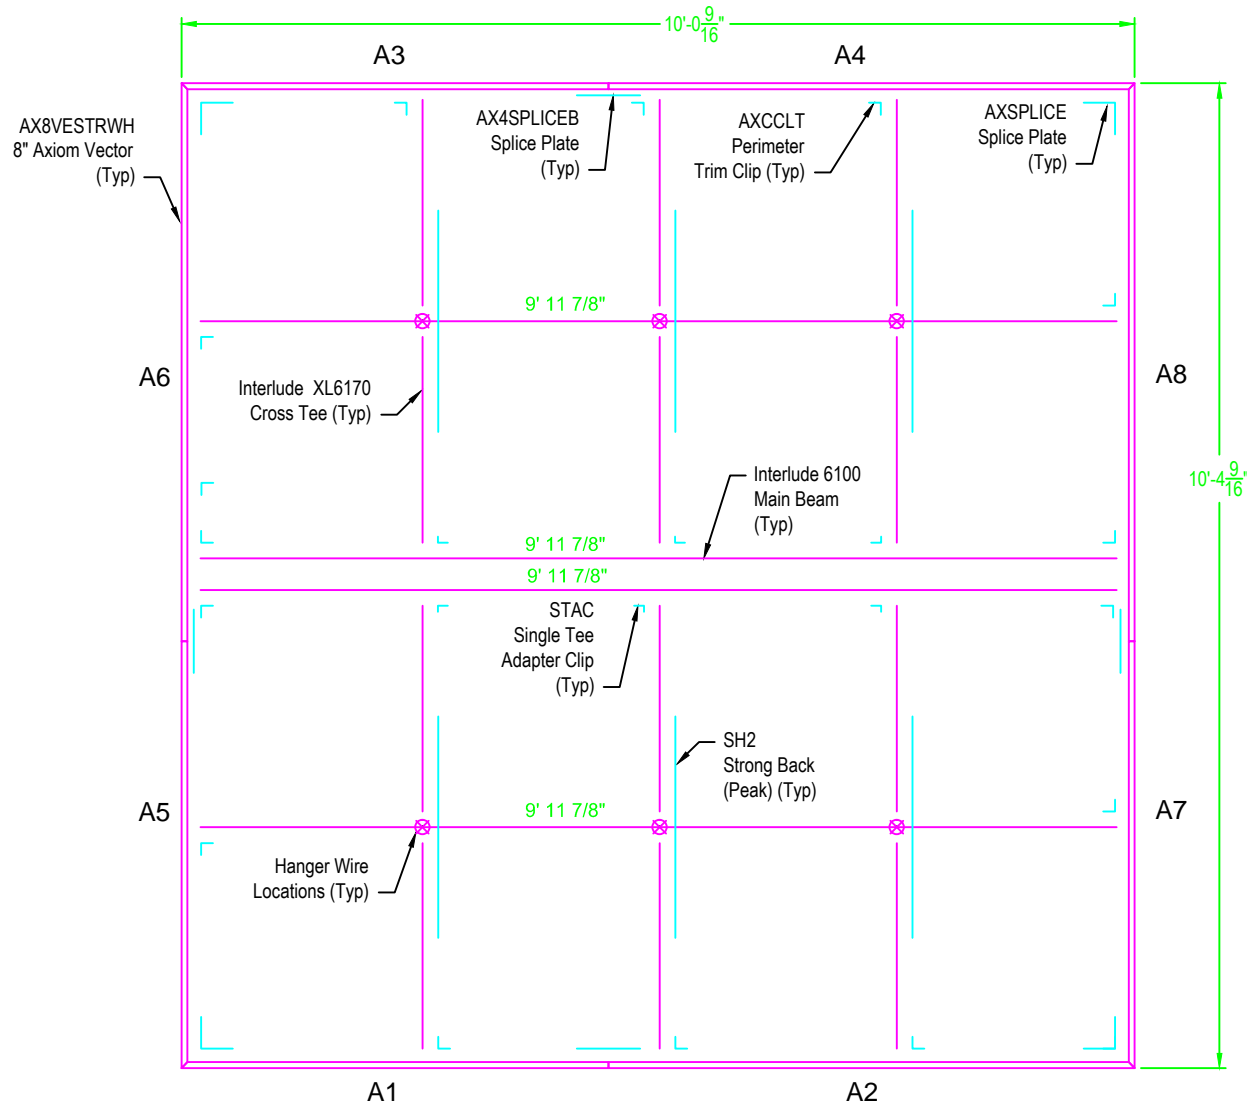 10'-0 9/16"
A3
A4
AX8VESTRWH
8" Axiom Vector
(Typ)
AX4SPLICEB
Splice Plate
(Typ)
AXCCLT
Perimeter
Trim Clip (Typ)
AXSPLICE
Splice Plate
(Typ)
9' 11 7/8"
A6
Interlude  XL6170
Cross Tee (Typ)
A8
Interlude 6100
Main Beam
(Typ)
10'-4 9/16"
9' 11 7/8"
9' 11 7/8"
STAC
Single Tee
Adapter Clip
(Typ)
SH2
Strong Back
(Peak) (Typ)
A5
9' 11 7/8"
A7
Hanger Wire
Locations (Typ)
A1
A2